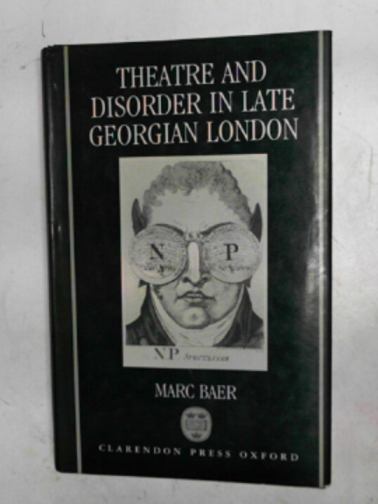 THEATRE AND
DISORDER IN LATE
GEORGIAN LONDON
N P
NP Spectacles
MARC BAER
CLARENDON PRESS OXFORD